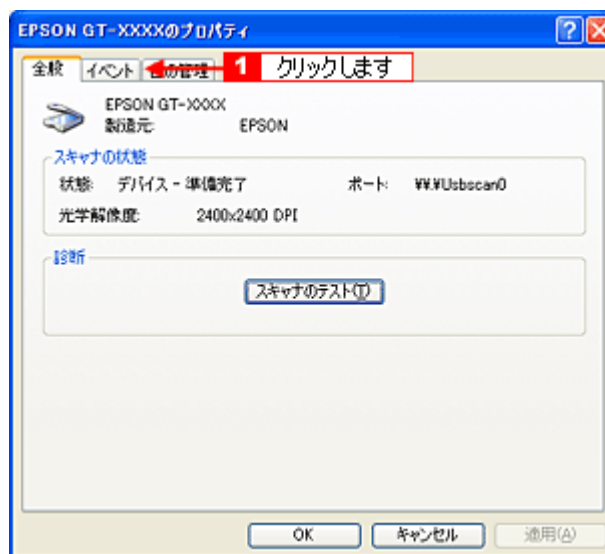 EPSON GT-XXXXのプロパティ
全般 イベント 色の管理
1 クリックします
EPSON GT-XXXX
製造元: EPSON
スキャナの状態
状態: デバイス - 準備完了 ポート: ¥¥.¥Usbscan0
光学解像度: 2400x2400 DPI
診断
スキャナのテスト(T)
OK キャンセル 適用(A)